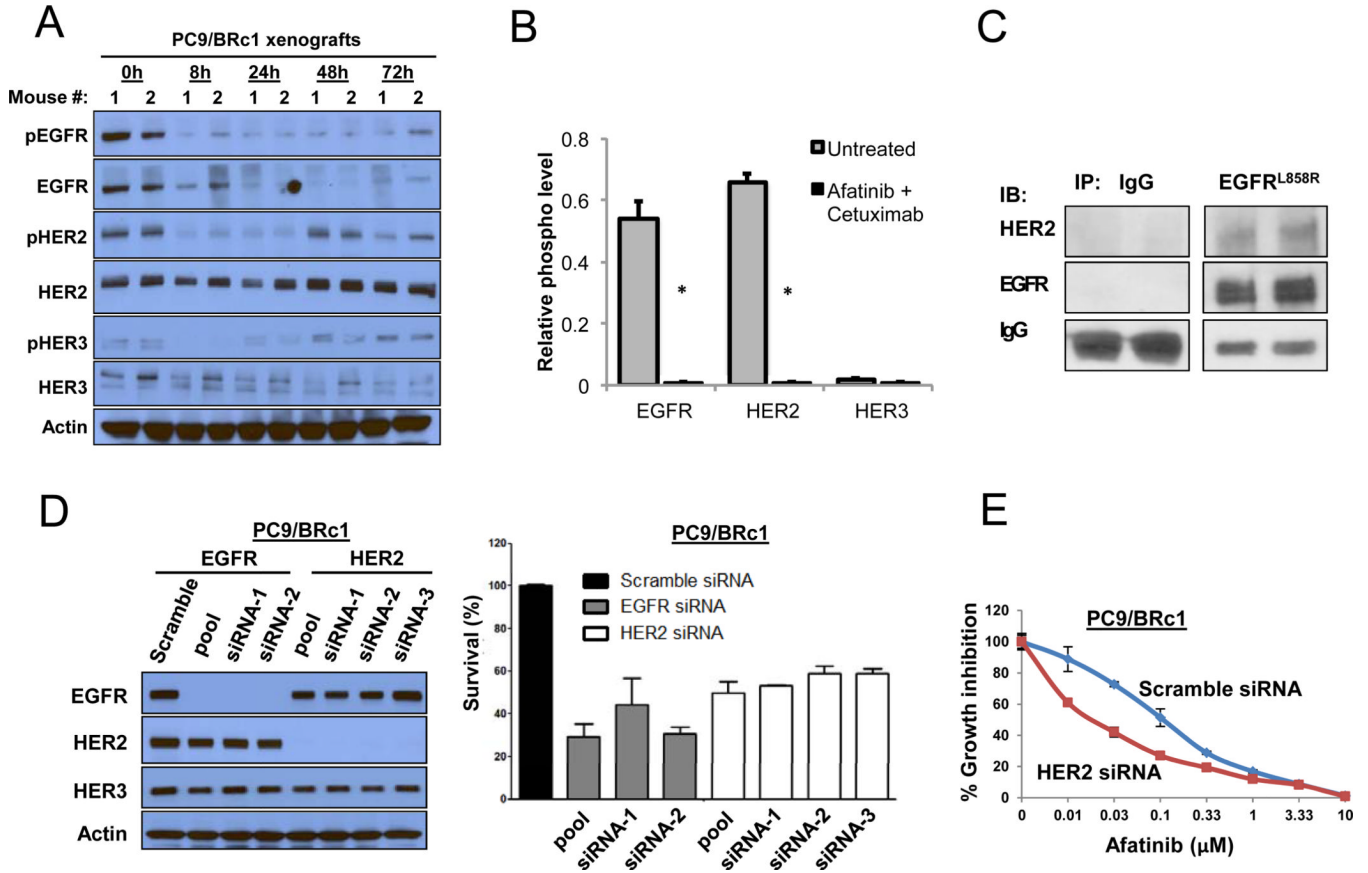 A
PC9/BRc1 xenografts
0h 8h 24h 48h 72h
Mouse #: 1 2 1 2 1 2 1 2 1 2
pEGFR
EGFR
pHER2
HER2
pHER3
HER3
Actin
B
Relative phospho level
0.8
0.6
0.4
0.2
0
Untreated
Afatinib +
Cetuximab
*
*
EGFR HER2 HER3
C
IP: IgG EGFR^L858R
IB:
HER2
EGFR
IgG
D
PC9/BRc1
EGFR HER2
Scramble pool siRNA-1 siRNA-2 pool siRNA-1 siRNA-2 siRNA-3
EGFR
HER2
HER3
Actin
PC9/BRc1
Survival (%)
120
100
80
60
40
20
0
Scramble siRNA
EGFR siRNA
HER2 siRNA
pool siRNA-1 siRNA-2 pool siRNA-1 siRNA-2 siRNA-3
E
PC9/BRc1
% Growth inhibition
120
100
80
60
40
20
0
Scramble siRNA
HER2 siRNA
0 0.01 0.03 0.1 0.33 1 3.33 10
Afatinib (µM)